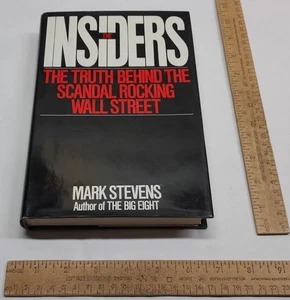 THE
INSIDERS
THE TRUTH BEHIND THE
SCANDAL ROCKING
WALL STREET
MARK STEVENS
Author of THE BIG EIGHT